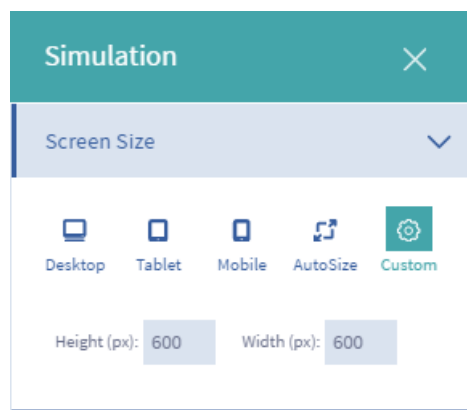 Simulation
Screen Size
Desktop Tablet Mobile AutoSize Custom
Height (px): 600 Width (px): 600